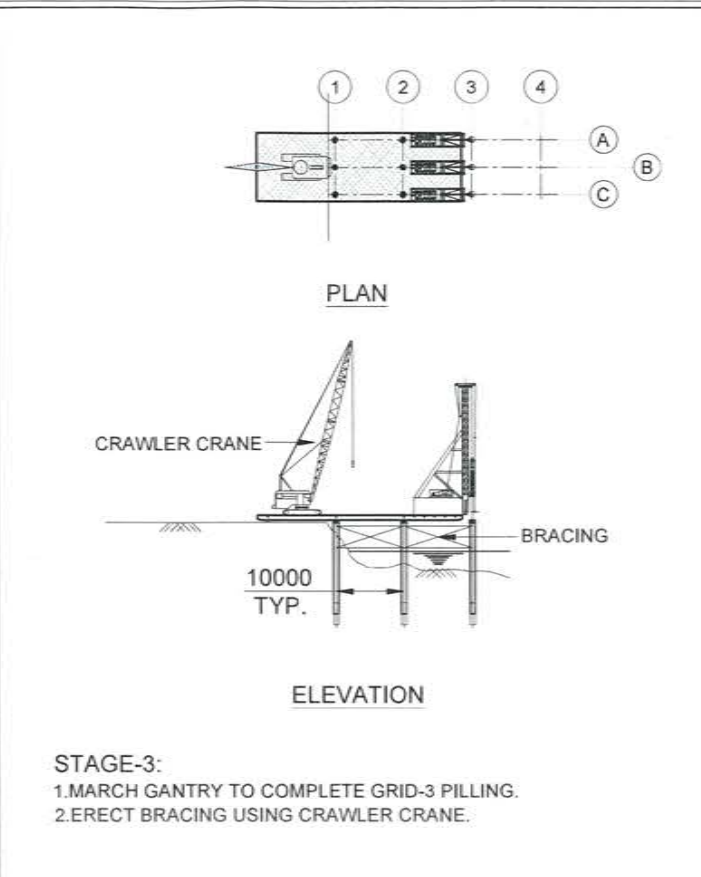 1 2 3 4
A
B
C
PLAN
CRAWLER CRANE
BRACING
10000
TYP.
ELEVATION
STAGE-3:
1.MARCH GANTRY TO COMPLETE GRID-3 PILLING.
2.ERECT BRACING USING CRAWLER CRANE.